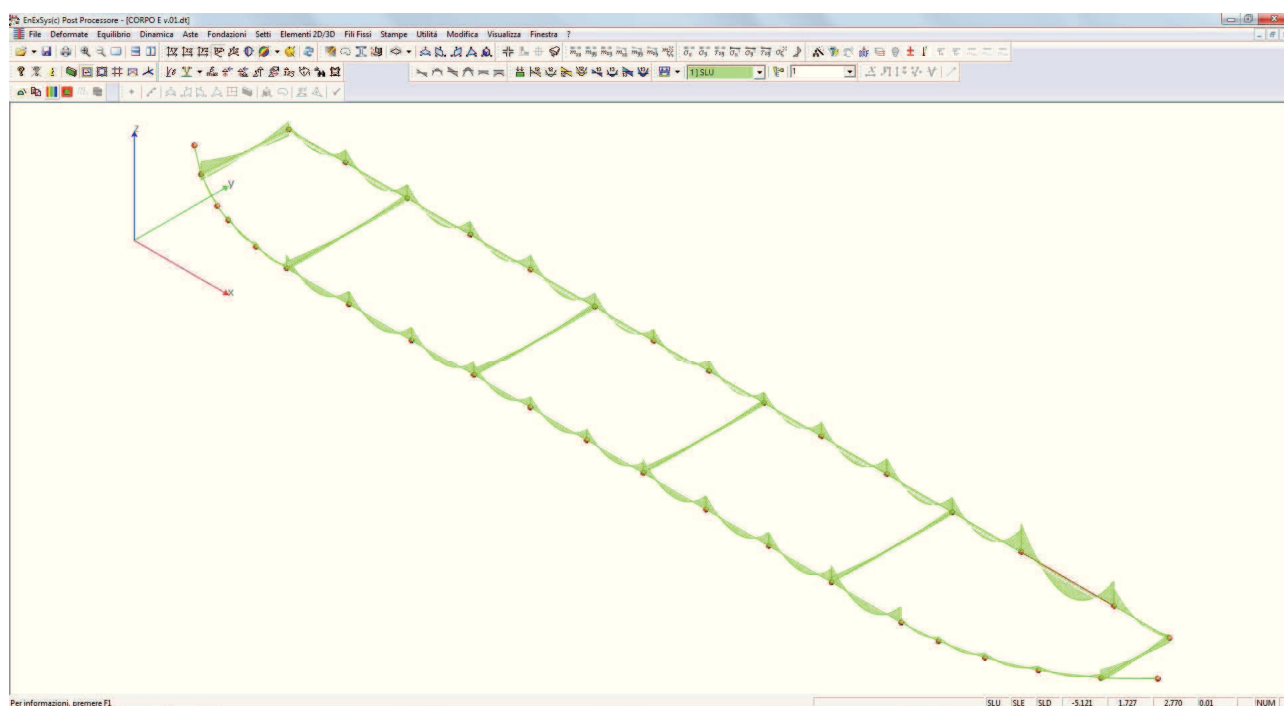 EnExSys(c) Post Processore - [CORPO E v.01.dt]
File Deformate Equilibrio Dinamica Aste Fondazioni Setti Elementi 2D/3D Fili Fissi Stampe Utilità Modifica Visualizza Finestra ?
1] SLU 1
z
y
x
Per informazioni, premere F1 SLU SLE SLD -5.121 1.727 2.770 0.01 NUM